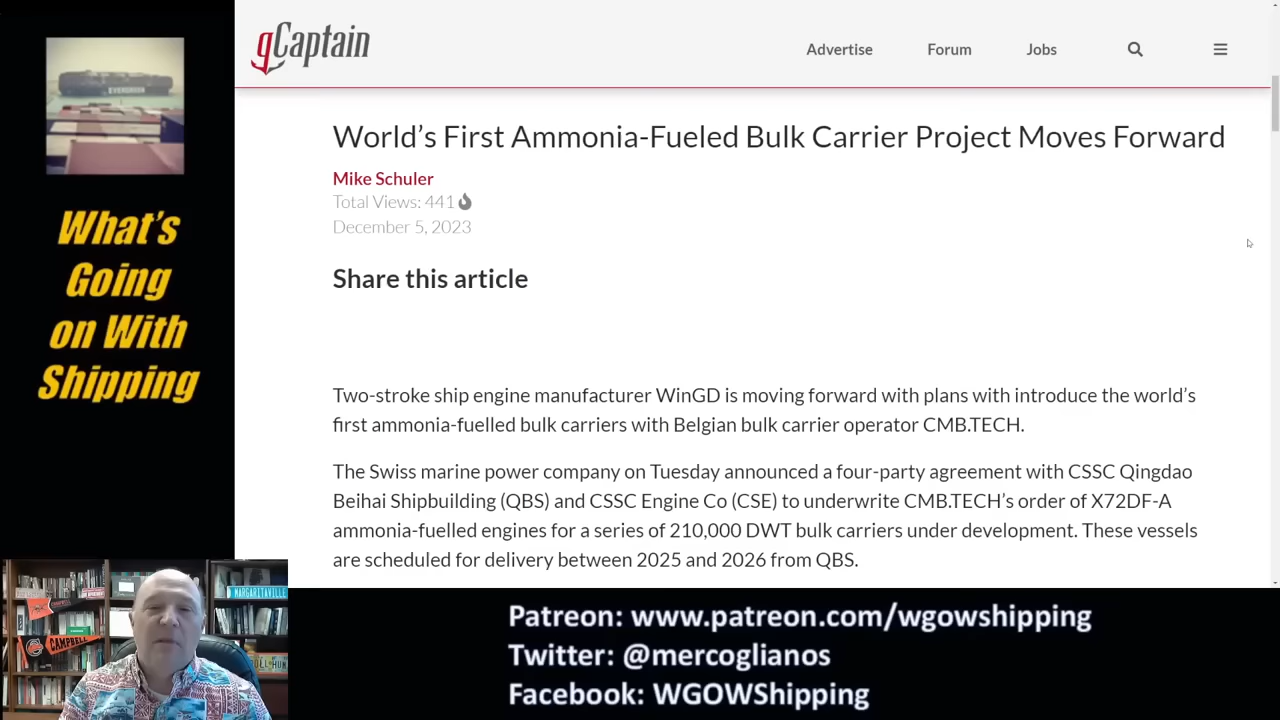 gCaptain
Advertise
Forum
Jobs
EVERGREEN
What's
Going
on With
Shipping
World's First Ammonia-Fueled Bulk Carrier Project Moves Forward
Mike Schuler
Total Views: 441
December 5, 2023
Share this article
Two-stroke ship engine manufacturer WinGD is moving forward with plans with introduce the world's
first ammonia-fuelled bulk carriers with Belgian bulk carrier operator CMB.TECH.
The Swiss marine power company on Tuesday announced a four-party agreement with CSSC Qingdao
Beihai Shipbuilding (QBS) and CSSC Engine Co (CSE) to underwrite CMB.TECH's order of X72DF-A
ammonia-fuelled engines for a series of 210,000 DWT bulk carriers under development. These vessels
are scheduled for delivery between 2025 and 2026 from QBS.
MARGARITAVILLE
CAMPBELL
Patreon: www.patreon.com/wgowshipping
Twitter: @mercoglianos
Facebook: WGOWShipping